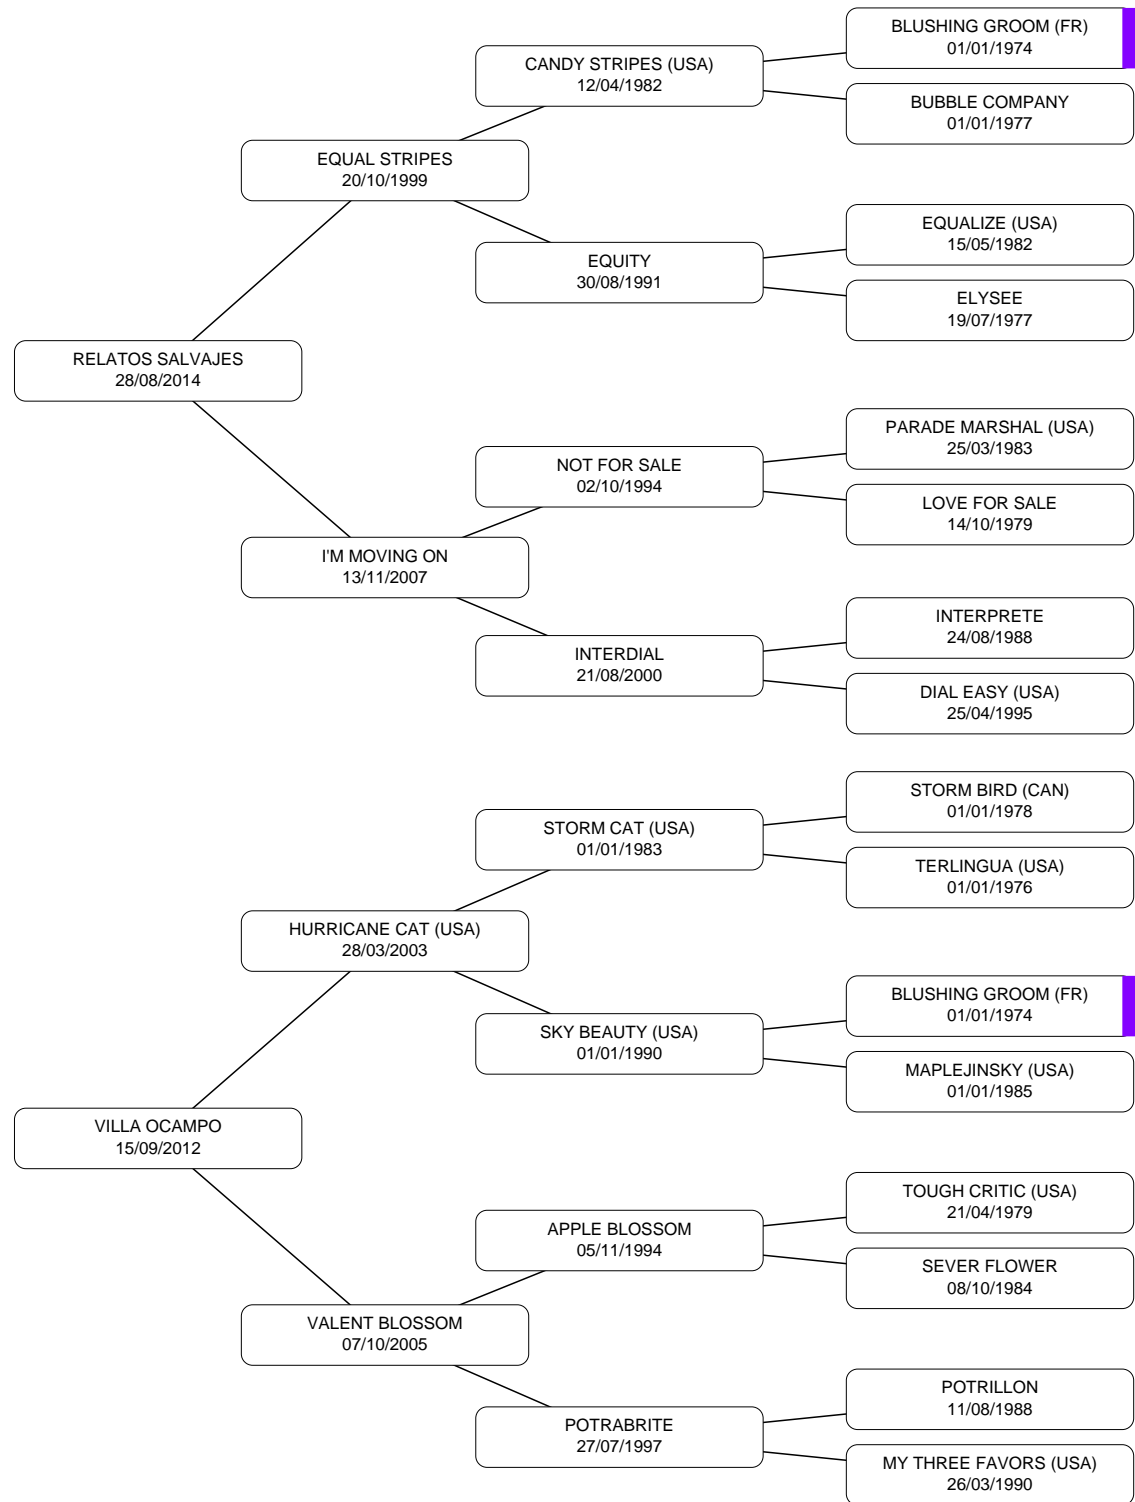 BLUSHING GROOM (FR)
01/01/1974
CANDY STRIPES (USA)
12/04/1982
BUBBLE COMPANY
01/01/1977
EQUAL STRIPES
20/10/1999
EQUALIZE (USA)
15/05/1982
EQUITY
30/08/1991
ELYSEE
19/07/1977
RELATOS SALVAJES
28/08/2014
PARADE MARSHAL (USA)
25/03/1983
NOT FOR SALE
02/10/1994
LOVE FOR SALE
14/10/1979
I'M MOVING ON
13/11/2007
INTERPRETE
24/08/1988
INTERDIAL
21/08/2000
DIAL EASY (USA)
25/04/1995
STORM BIRD (CAN)
01/01/1978
STORM CAT (USA)
01/01/1983
TERLINGUA (USA)
01/01/1976
HURRICANE CAT (USA)
28/03/2003
BLUSHING GROOM (FR)
01/01/1974
SKY BEAUTY (USA)
01/01/1990
MAPLEJINSKY (USA)
01/01/1985
VILLA OCAMPO
15/09/2012
TOUGH CRITIC (USA)
21/04/1979
APPLE BLOSSOM
05/11/1994
SEVER FLOWER
08/10/1984
VALENT BLOSSOM
07/10/2005
POTRILLON
11/08/1988
POTRABRITE
27/07/1997
MY THREE FAVORS (USA)
26/03/1990